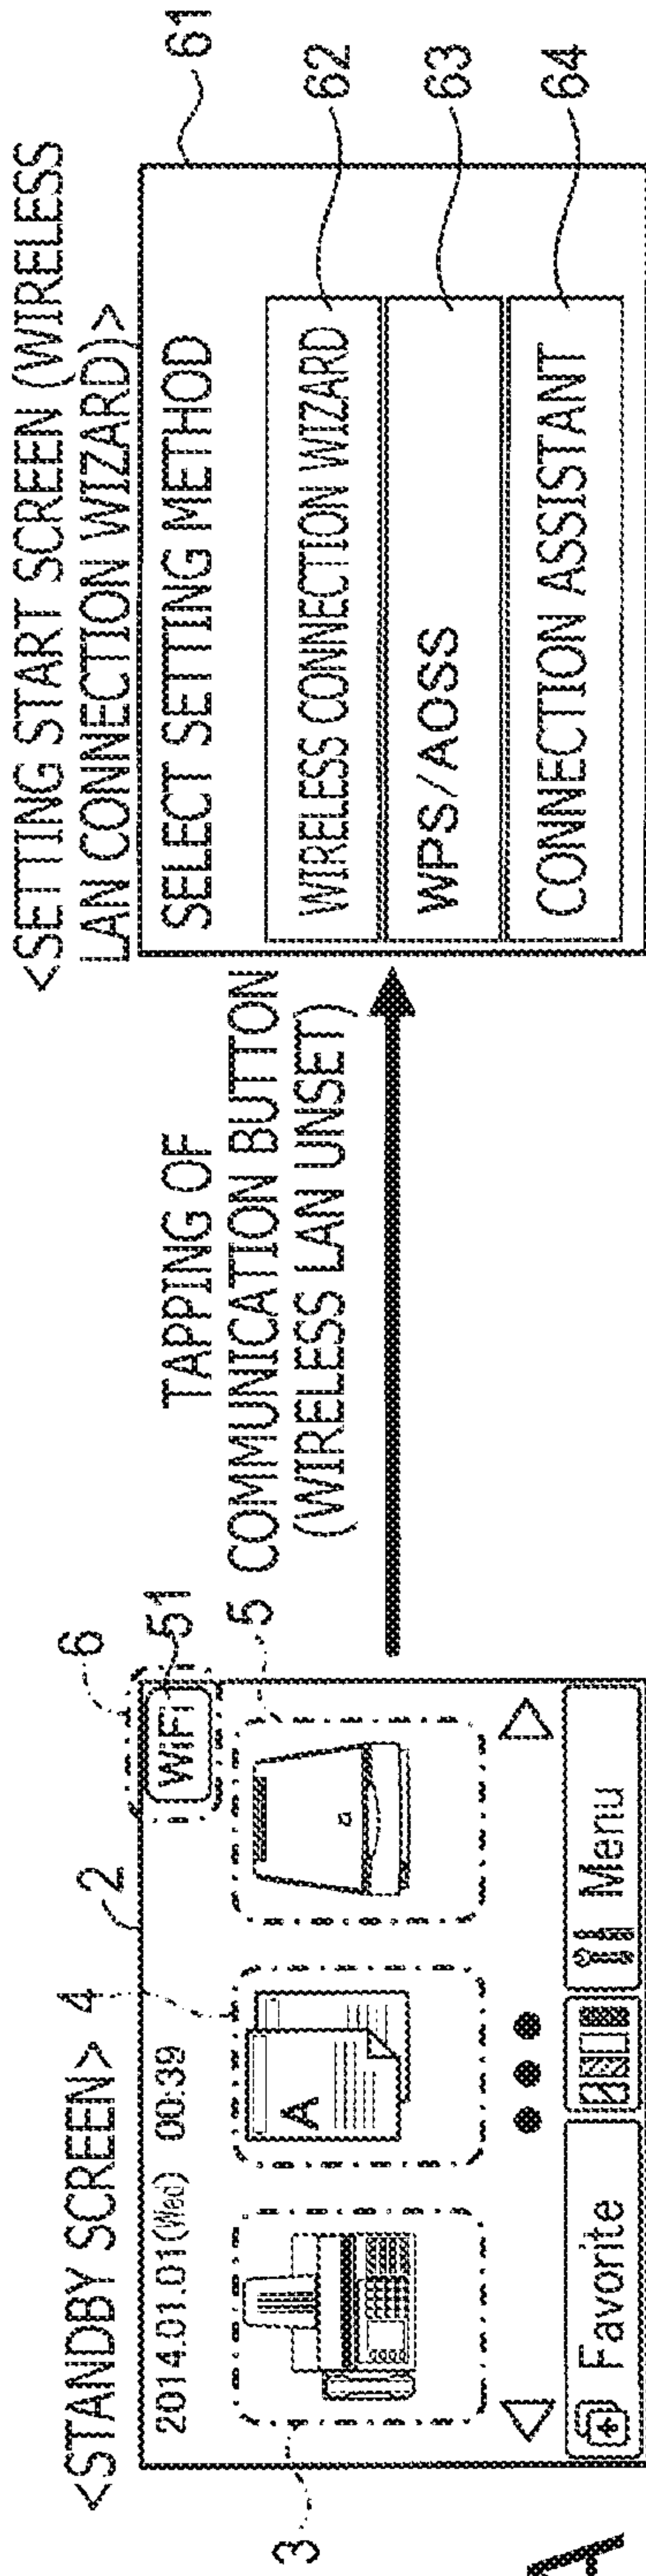 <STANDBY SCREEN>
2
6
51
4
5
3
2014.01.01(Wed) 00:39
WiFi
A
Favorite
Menu
TAPPING OF
COMMUNICATION BUTTON
(WIRELESS LAN UNSET)
<SETTING START SCREEN (WIRELESS
LAN CONNECTION WIZARD)>
61
SELECT SETTING METHOD
WIRELESS CONNECTION WIZARD
62
WPS/AOSS
63
CONNECTION ASSISTANT
64
A